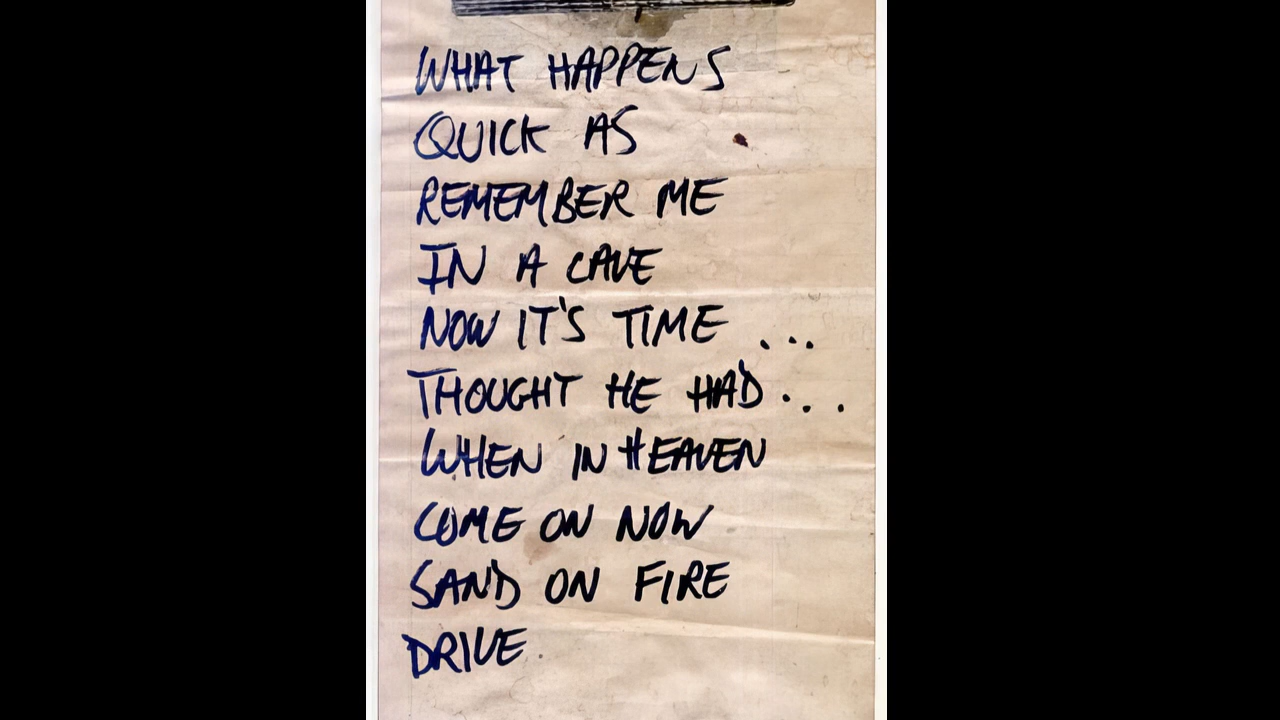 WHAT HAPPENS
QUICK AS
REMEMBER ME
IN A CAVE
NOW IT'S TIME ...
THOUGHT HE HAD...
WHEN IN HEAVEN
COME ON NOW
SAND ON FIRE
DRIVE.